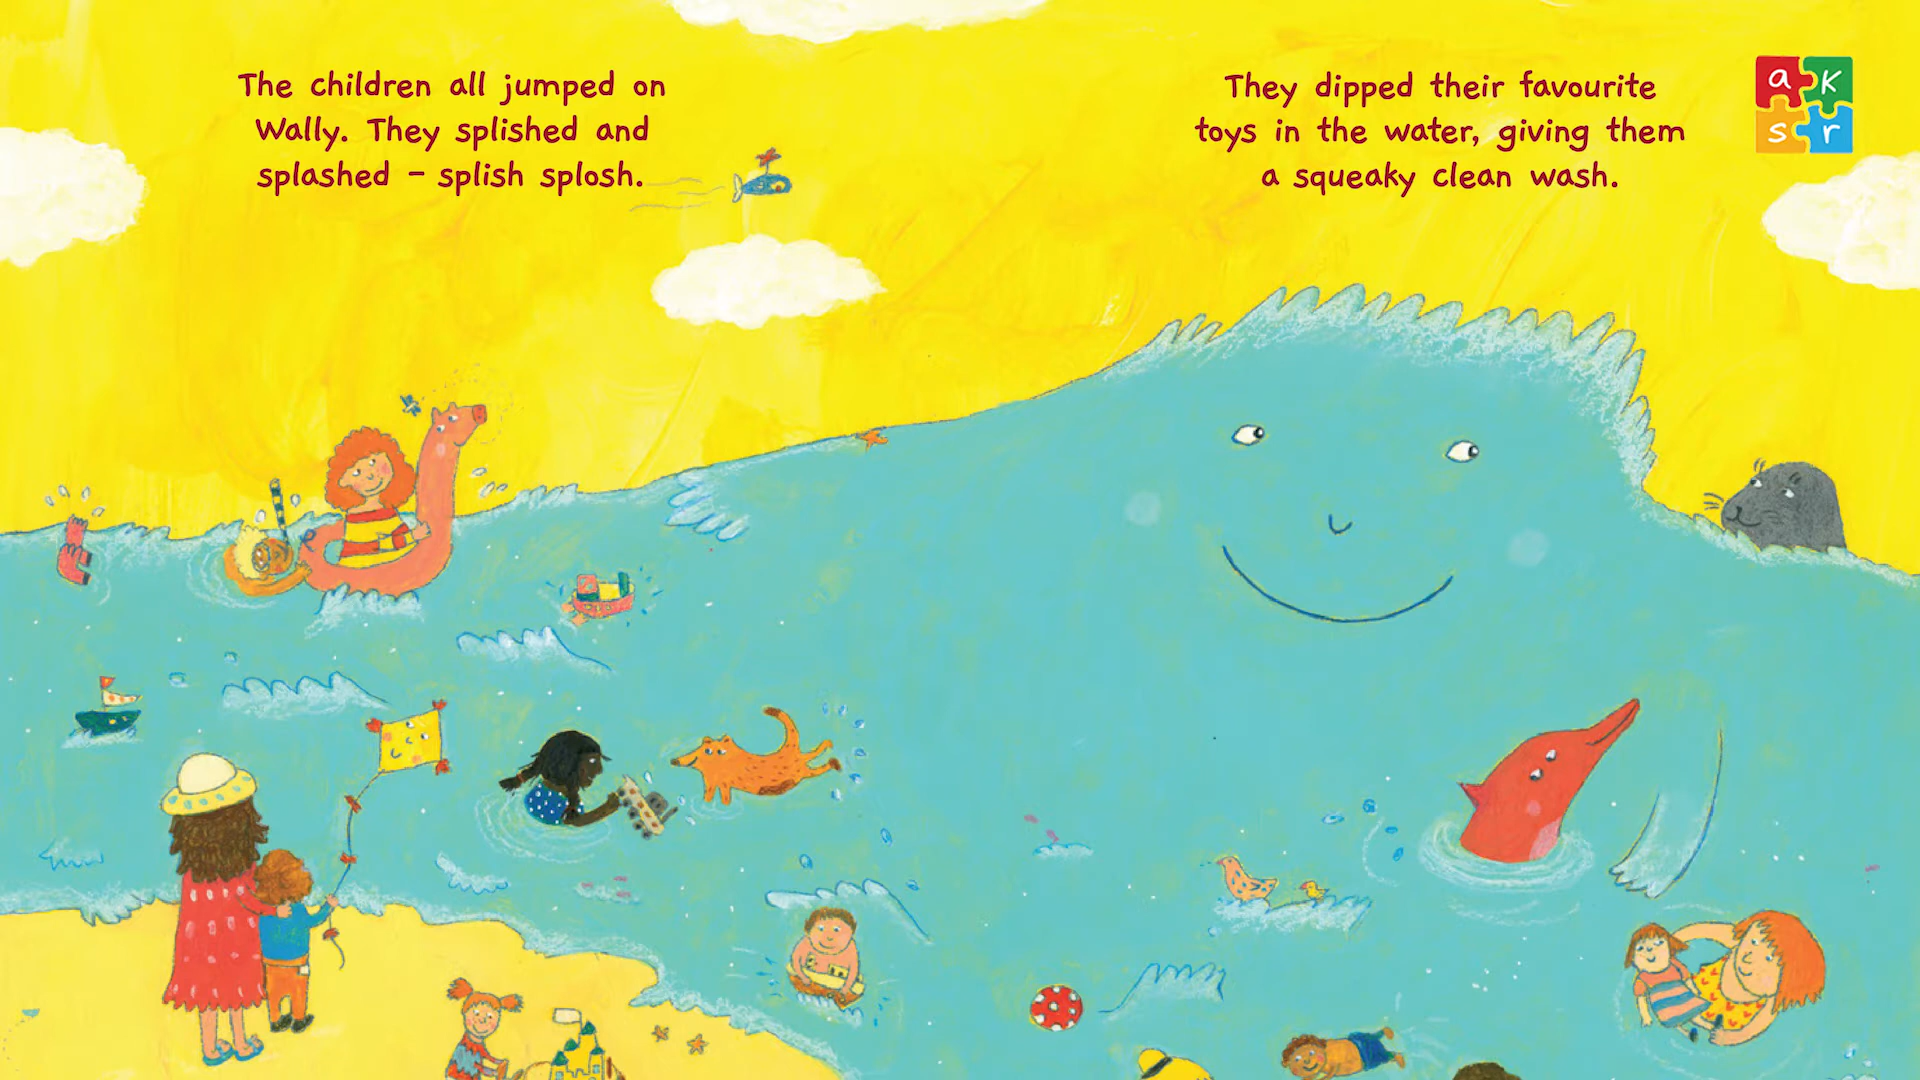 The children all jumped on
Wally. They splished and
splashed – splish splosh.
They dipped their favourite
toys in the water, giving them
a squeaky clean wash.
a k
s r